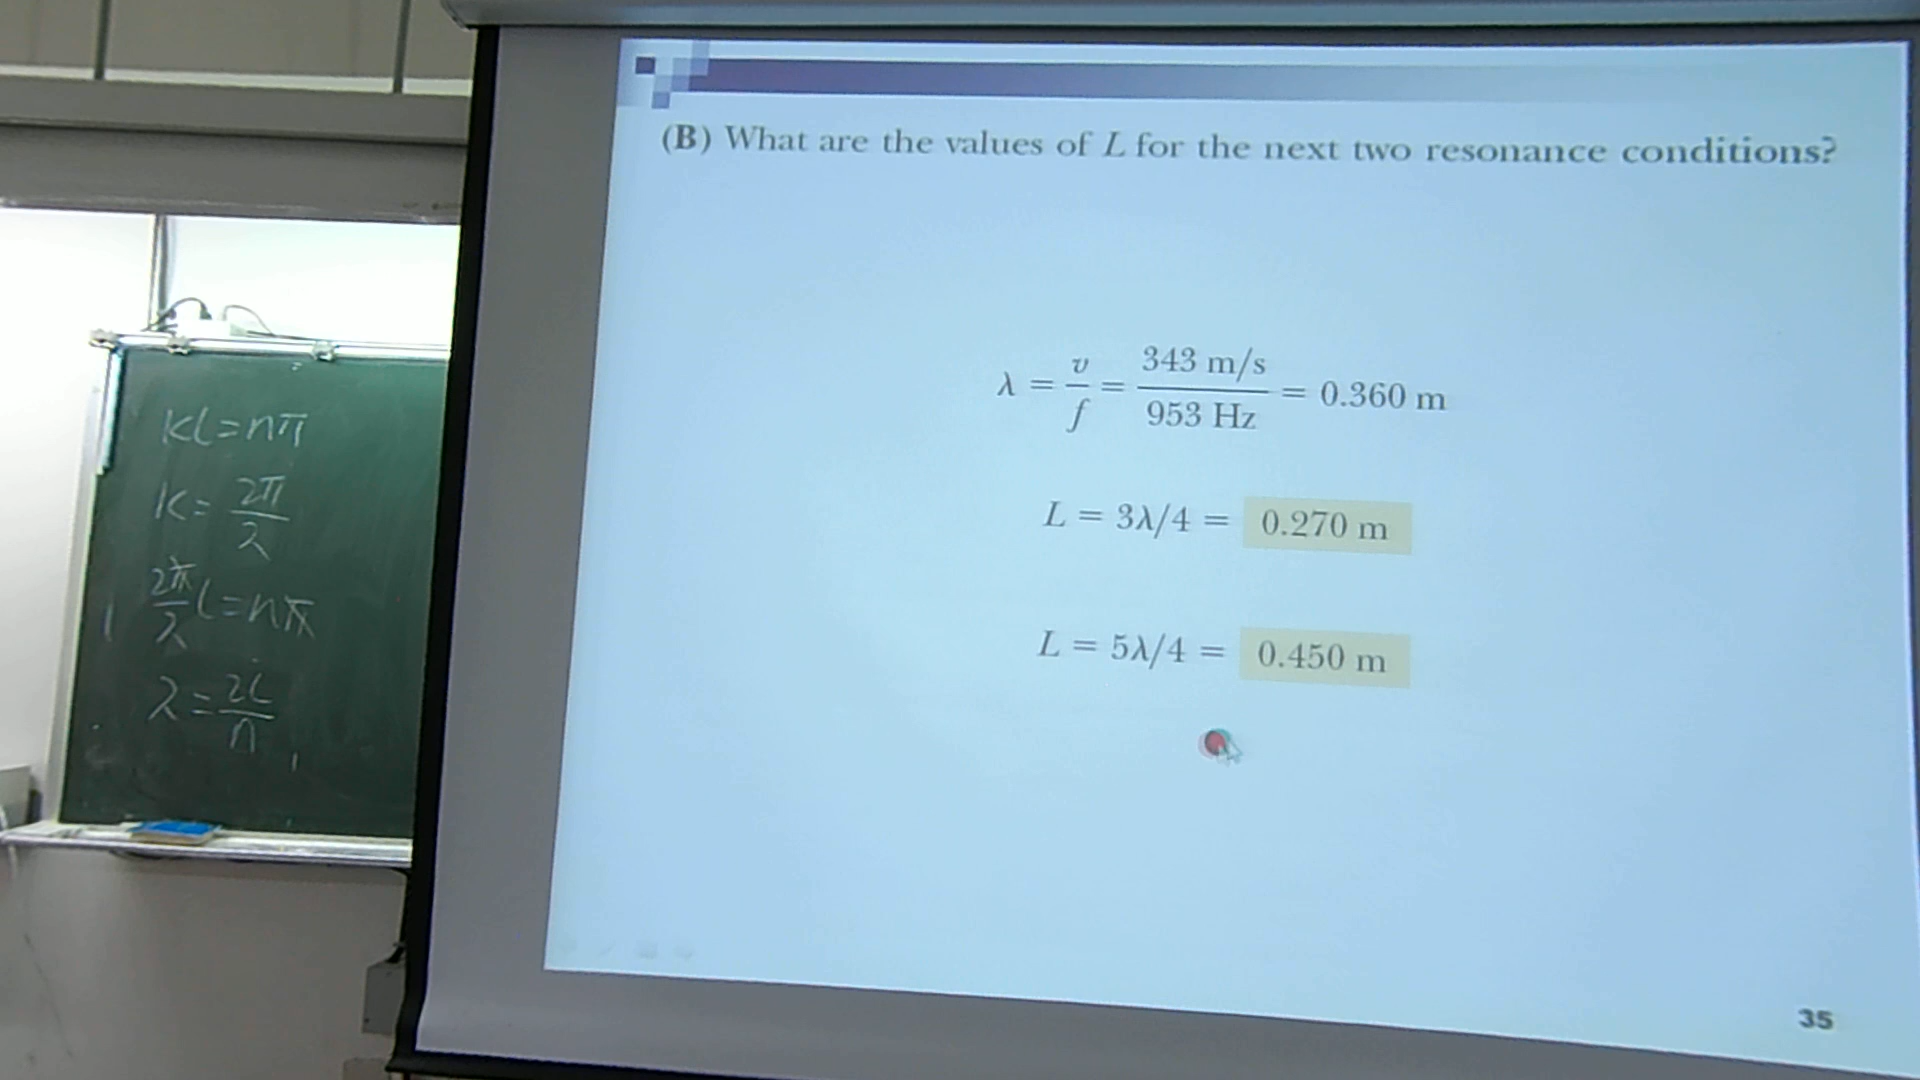 (B) What are the values of L for the next two resonance conditions?
λ = v/f = 343 m/s / 953 Hz = 0.360 m
L = 3λ/4 = 0.270 m
L = 5λ/4 = 0.450 m
35
KL=nπ
K=2π/λ
2π/λ L=nπ
λ=2L/n